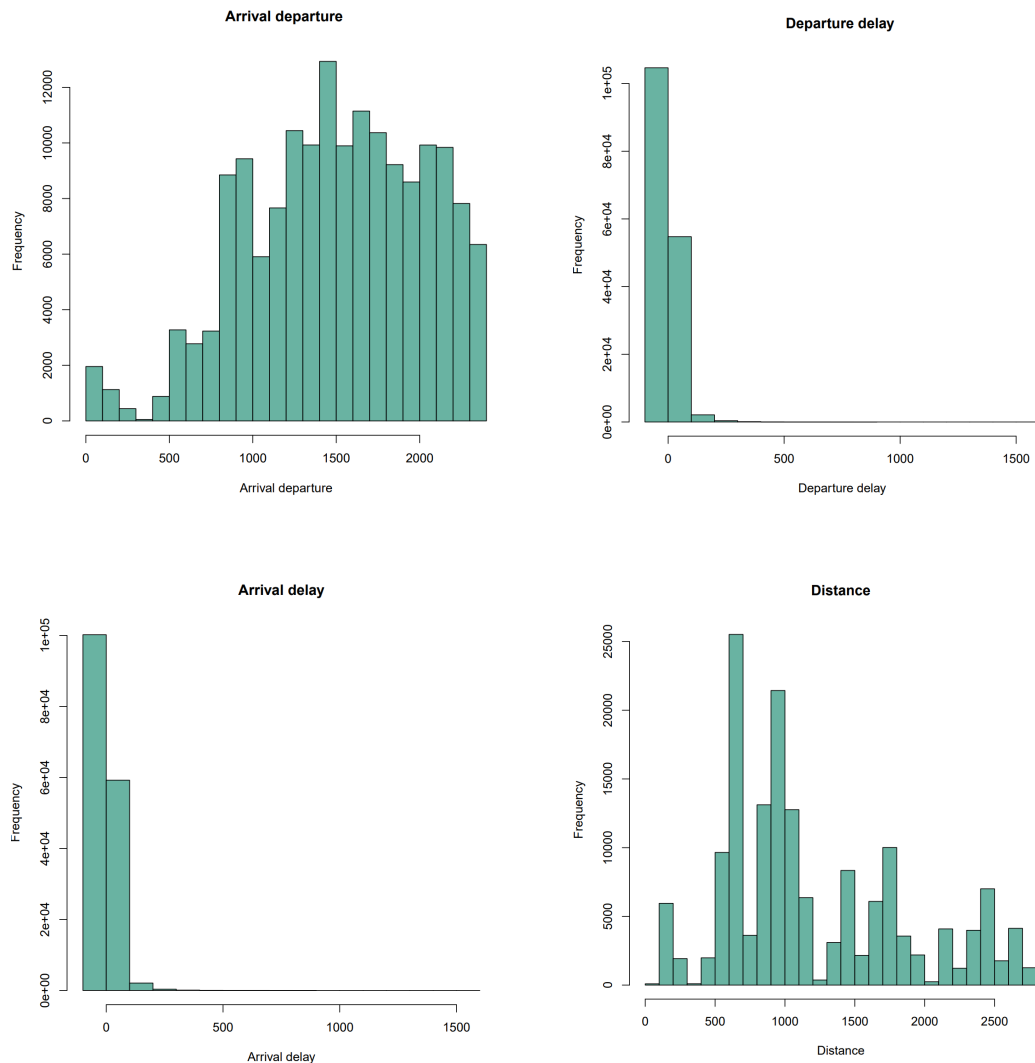 Arrival departure
Frequency
0
2000
4000
6000
8000
10000
12000
0
500
1000
1500
2000
Arrival departure
Departure delay
Frequency
0e+00
2e+04
4e+04
6e+04
8e+04
1e+05
0
500
1000
1500
Departure delay
Arrival delay
Frequency
0e+00
2e+04
4e+04
6e+04
8e+04
1e+05
0
500
1000
1500
Arrival delay
Distance
Frequency
0
5000
10000
15000
20000
25000
0
500
1000
1500
2000
2500
Distance